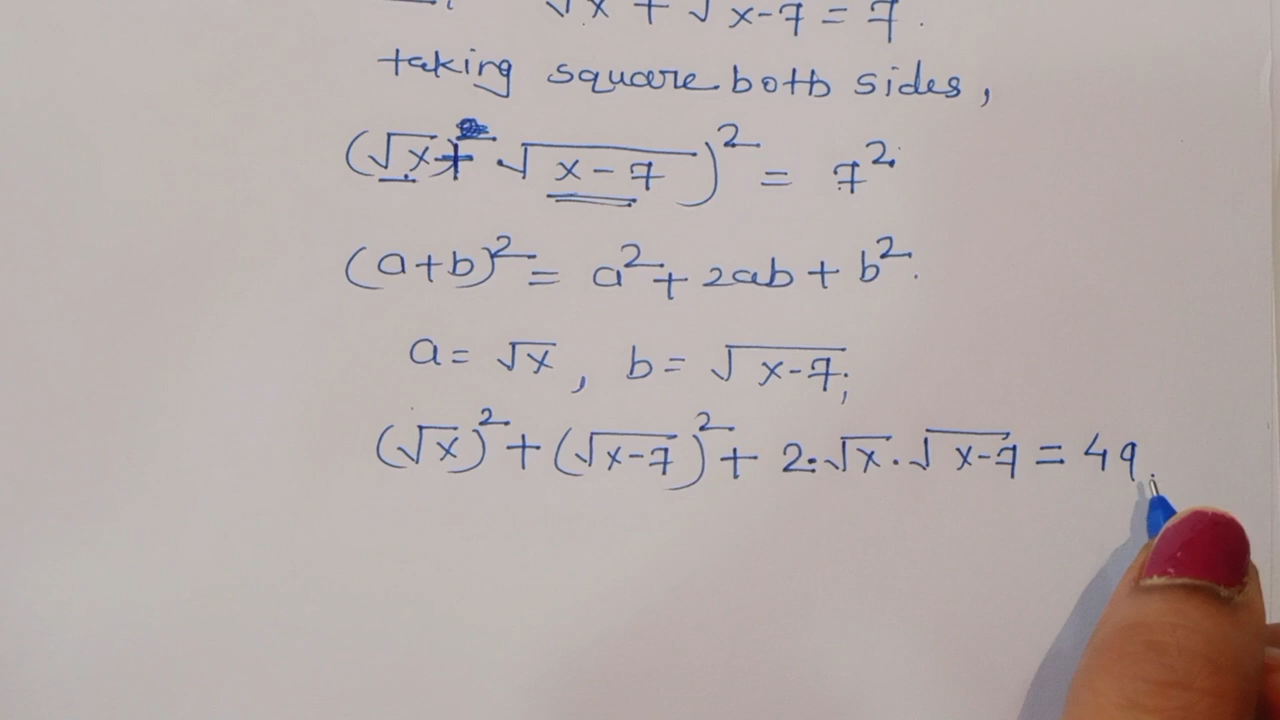 √x + √x-7 = 7.
taking square both sides,
(√x + √x-7)² = 7²
(a+b)² = a² + 2ab + b².
a = √x, b = √x-7;
(√x)² + (√x-7)² + 2.√x.√x-7 = 49.